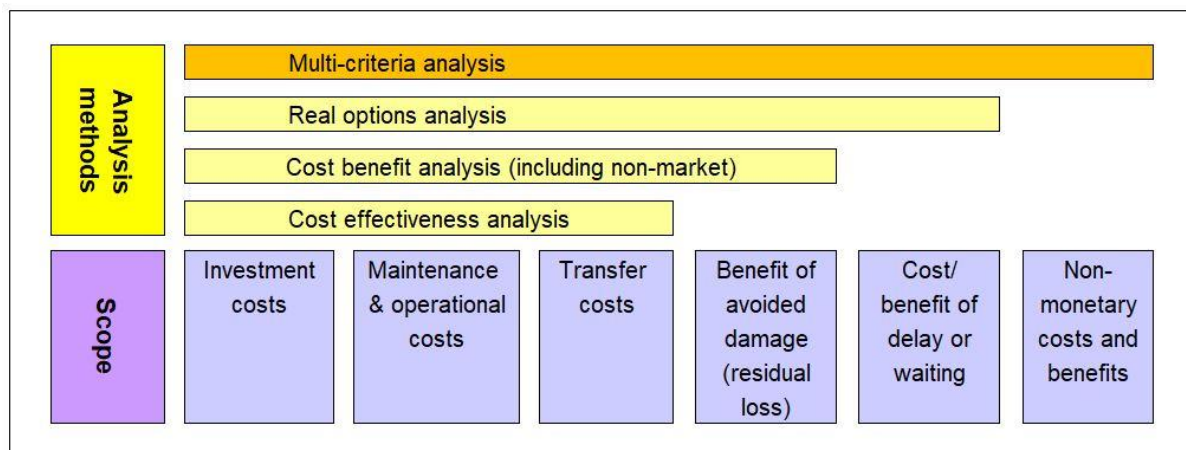 Analysis
methods
Multi-criteria analysis
Real options analysis
Cost benefit analysis (including non-market)
Cost effectiveness analysis
Scope
Investment
costs
Maintenance
& operational
costs
Transfer
costs
Benefit of
avoided
damage
(residual
loss)
Cost/
benefit of
delay or
waiting
Non-
monetary
costs and
benefits